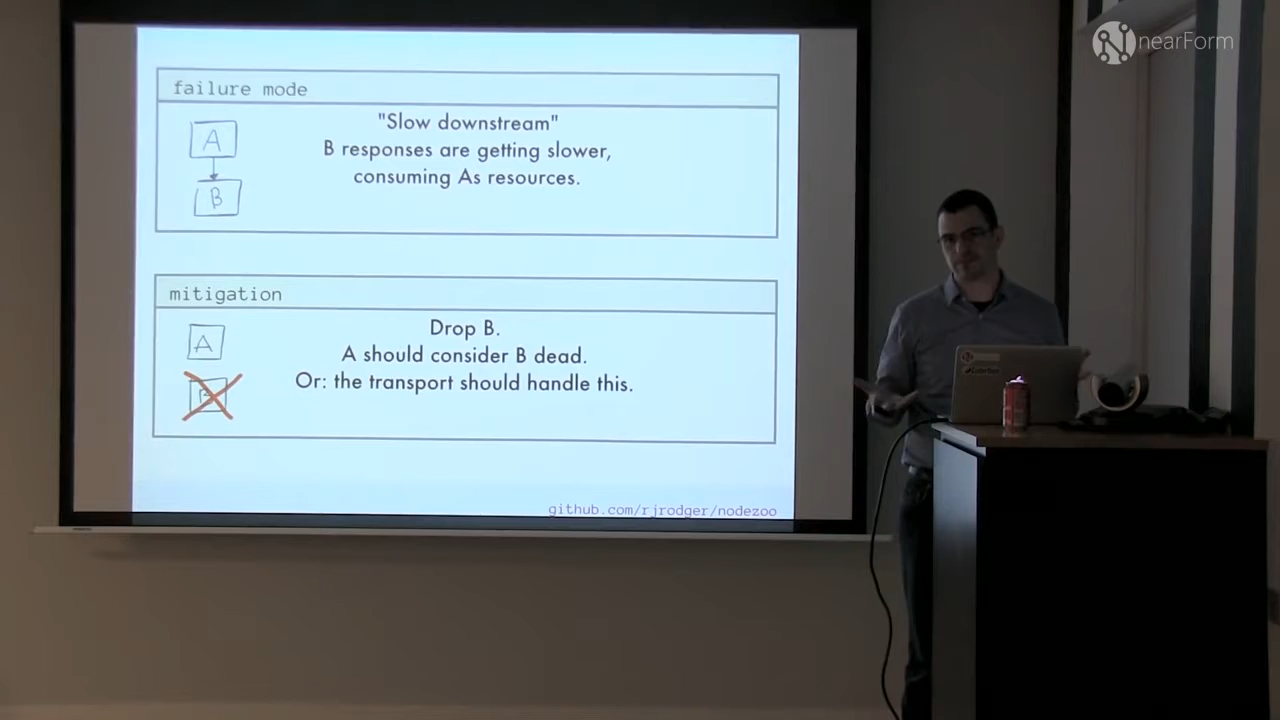 nearForm
failure mode
A
B
"Slow downstream"
B responses are getting slower,
consuming As resources.
mitigation
A
Drop B.
A should consider B dead.
Or: the transport should handle this.
github.com/rjrodger/nodezoo